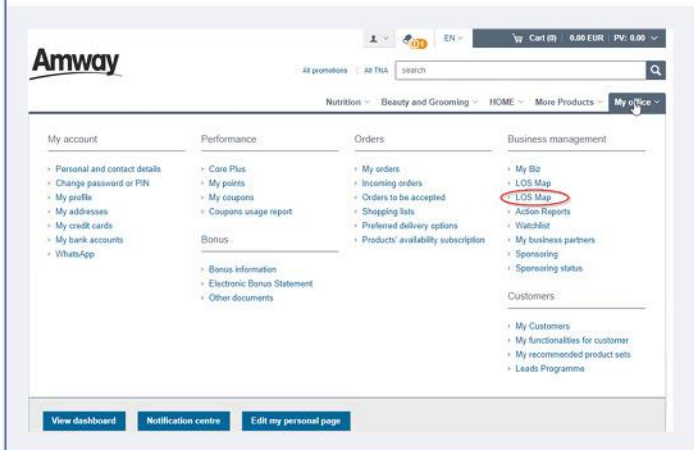 EN
Cart (0) 0.00 EUR PV: 0.00
Amway
All promotions All TNA search
Nutrition Beauty and Grooming HOME More Products My office
My account
Personal and contact details
Change password or PIN
My profile
My addresses
My credit cards
My bank accounts
WhatsApp
Performance
Core Plus
My points
My coupons
Coupons usage report
Bonus
Bonus information
Electronic Bonus Statement
Other documents
Orders
My orders
Incoming orders
Orders to be accepted
Shopping lists
Preferred delivery options
Products' availability subscription
Business management
My Biz
LOS Map
LOS Map
Action Reports
Watchlist
My business partners
Sponsoring
Sponsoring status
Customers
My Customers
My functionalities for customer
My recommended product sets
Leads Programme
View dashboard Notification centre Edit my personal page